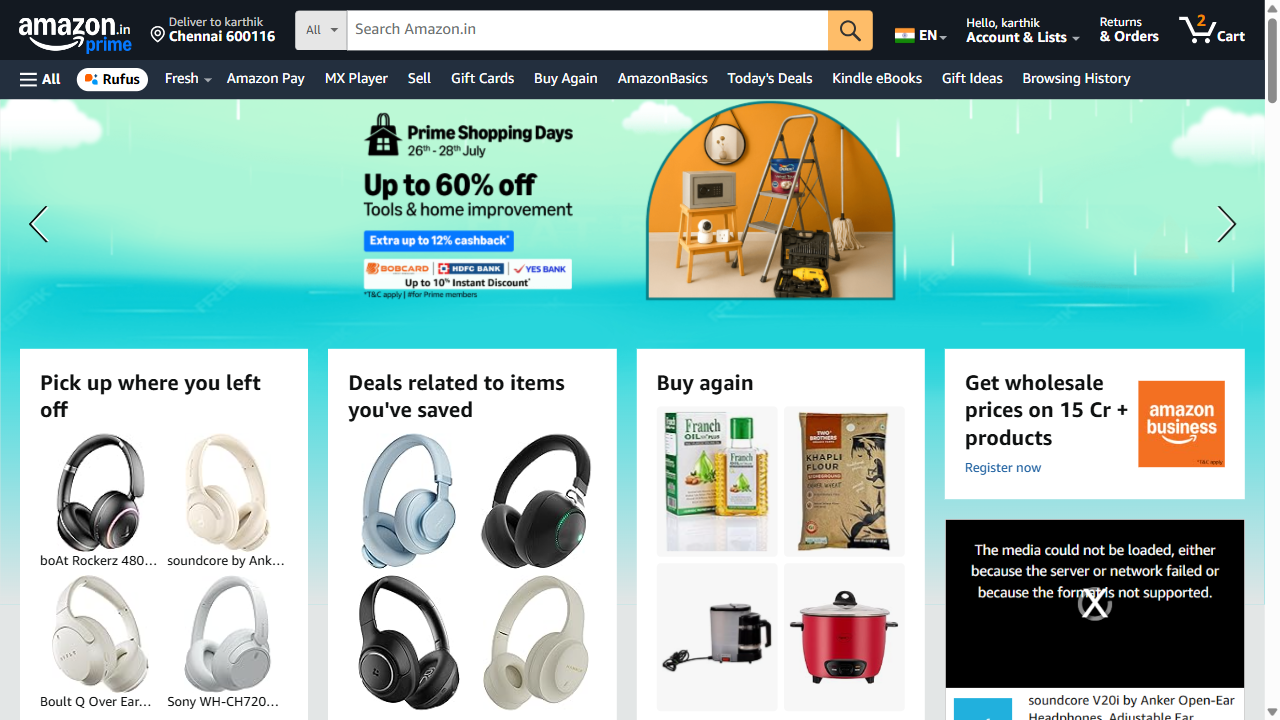 amazon.in
prime
Deliver to karthik
Chennai 600116
All
Search Amazon.in
EN
Hello, karthik
Account & Lists
Returns
& Orders
2
Cart
All
Rufus
Fresh
Amazon Pay
MX Player
Sell
Gift Cards
Buy Again
AmazonBasics
Today's Deals
Kindle eBooks
Gift Ideas
Browsing History
Prime Shopping Days
26th - 28th July
Up to 60% off
Tools & home improvement
Extra up to 12% cashback*
BOBCARD | HDFC BANK | YES BANK
Up to 10% Instant Discount*
*T&C apply | #for Prime members
Pick up where you left
off
boAt Rockerz 480...
soundcore by Ank...
Boult Q Over Ear...
Sony WH-CH720...
Deals related to items
you've saved
Buy again
Franch
OIL
PLUS
Franch
TWO
BROTHERS
KHAPLI
FLOUR
Get wholesale
prices on 15 Cr +
products
Register now
amazon
business
*T&C apply
The media could not be loaded, either
because the server or network failed or
because the format is not supported.
soundcore V20i by Anker Open-Ear
Headphones, Adjustable Ear